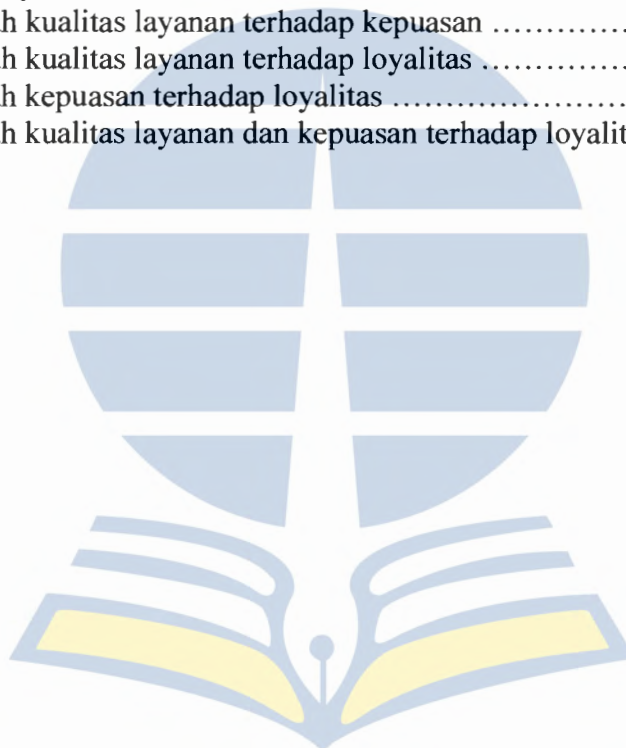 h kualitas layanan terhadap kepuasan ..............
h kualitas layanan terhadap loyalitas ...............
h kepuasan terhadap loyalitas ........................
h kualitas layanan dan kepuasan terhadap loyalit